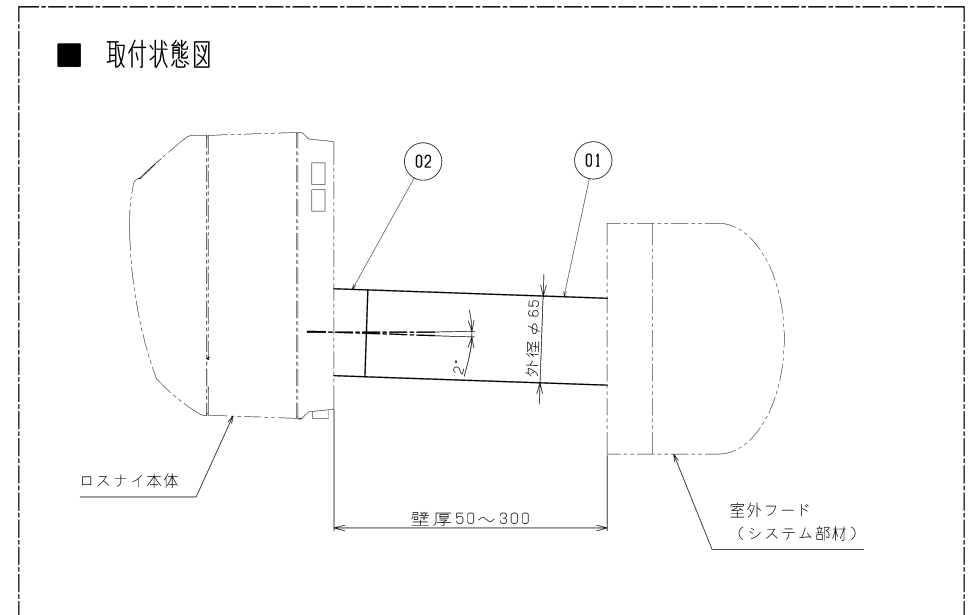 ■ 取付状態図
02
01
外径φ65
2°
ロスナイ本体
壁厚50～300
室外フード
（システム部材）